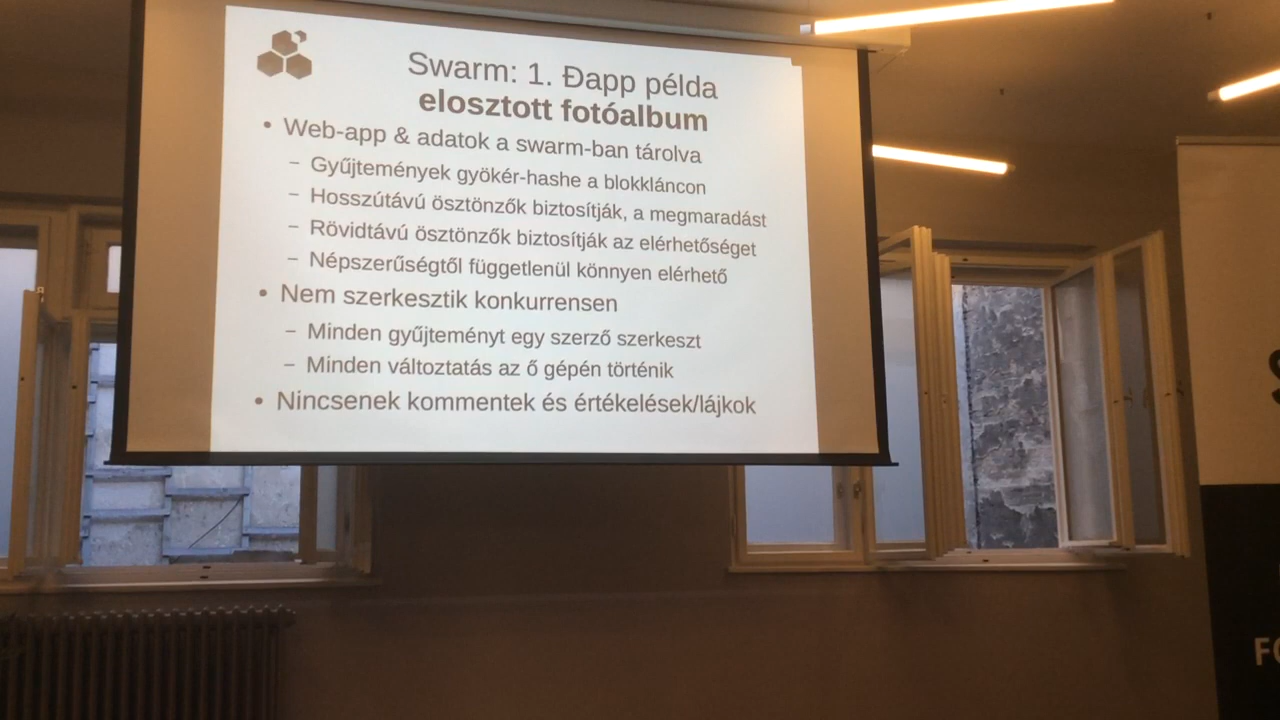 Swarm: 1. Đapp példa
elosztott fotóalbum
• Web-app & adatok a swarm-ban tárolva
– Gyűjtemények gyökér-hashe a blokkláncon
– Hosszútávú ösztönzők biztosítják, a megmaradást
– Rövidtávú ösztönzők biztosítják az elérhetőséget
– Népszerűségtől függetlenül könnyen elérhető
• Nem szerkesztik konkurrensen
– Minden gyűjteményt egy szerző szerkeszt
– Minden változtatás az ő gépén történik
• Nincsenek kommentek és értékelések/lájkok